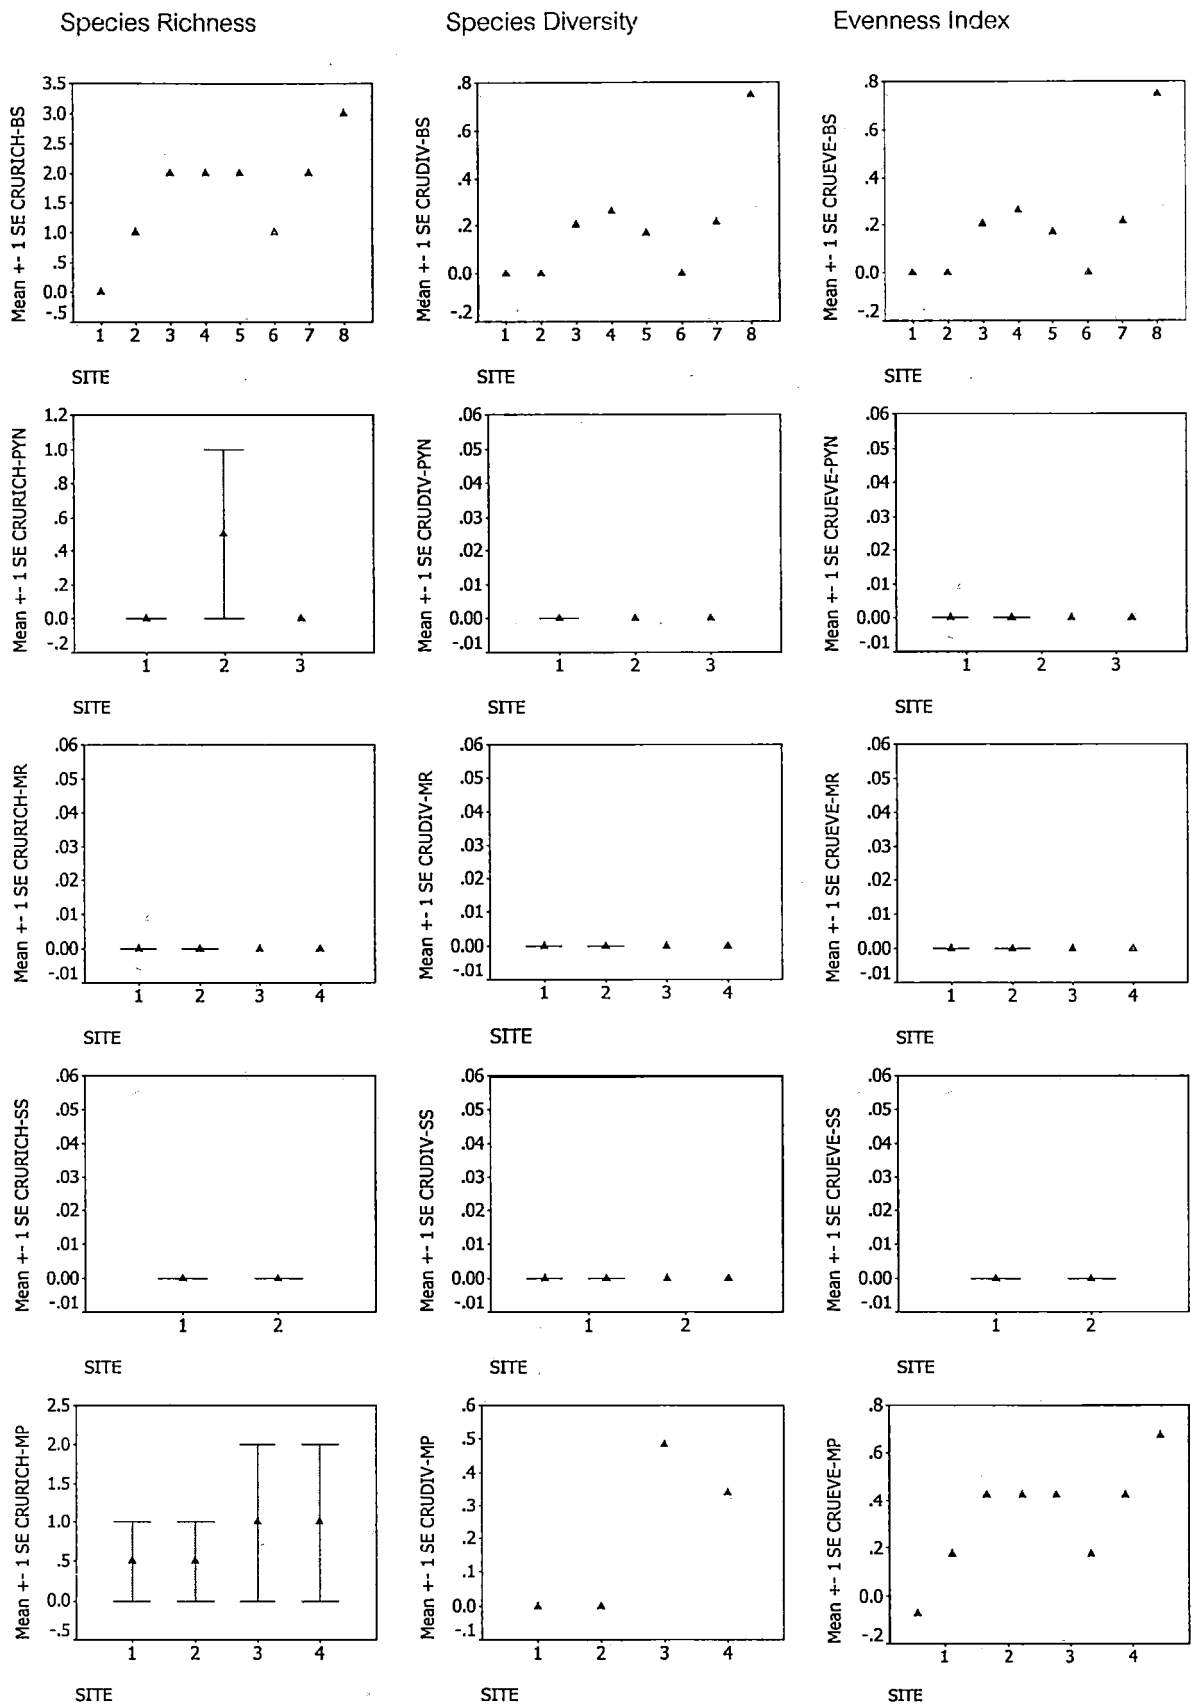 Species Richness Species Diversity Evenness Index
Mean +- 1 SE CRURICH-BS
3.5
3.0
2.5
2.0
1.5
1.0
.5
0.0
-.5
1 2 3 4 5 6 7 8
SITE
Mean +- 1 SE CRUDIV-BS
.8
.6
.4
.2
0.0
-.2
1 2 3 4 5 6 7 8
SITE
Mean +- 1 SE CRUEVE-BS
.8
.6
.4
.2
0.0
-.2
1 2 3 4 5 6 7 8
SITE
Mean +- 1 SE CRURICH-PYN
1.2
1.0
.8
.6
.4
.2
0.0
-.2
1 2 3
SITE
Mean +- 1 SE CRUDIV-PYN
.06
.05
.04
.03
.02
.01
0.00
-.01
1 2 3
SITE
Mean +- 1 SE CRUEVE-PYN
.06
.05
.04
.03
.02
.01
0.00
-.01
1 2 3
SITE
Mean +- 1 SE CRURICH-MR
.06
.05
.04
.03
.02
.01
0.00
-.01
1 2 3 4
SITE
Mean +- 1 SE CRUDIV-MR
.06
.05
.04
.03
.02
.01
0.00
-.01
1 2 3 4
SITE
Mean +- 1 SE CRUEVE-MR
.06
.05
.04
.03
.02
.01
0.00
-.01
1 2 3 4
SITE
Mean +- 1 SE CRURICH-SS
.06
.05
.04
.03
.02
.01
0.00
-.01
1 2
SITE
Mean +- 1 SE CRUDIV-SS
.06
.05
.04
.03
.02
.01
0.00
-.01
1 2
SITE
Mean +- 1 SE CRUEVE-SS
.06
.05
.04
.03
.02
.01
0.00
-.01
1 2
SITE
Mean +- 1 SE CRURICH-MP
2.5
2.0
1.5
1.0
.5
0.0
-.5
1 2 3 4
SITE
Mean +- 1 SE CRUDIV-MP
.6
.5
.4
.3
.2
.1
0.0
-.1
1 2 3 4
SITE
Mean +- 1 SE CRUEVE-MP
.8
.6
.4
.2
0.0
-.2
1 2 3 4
SITE